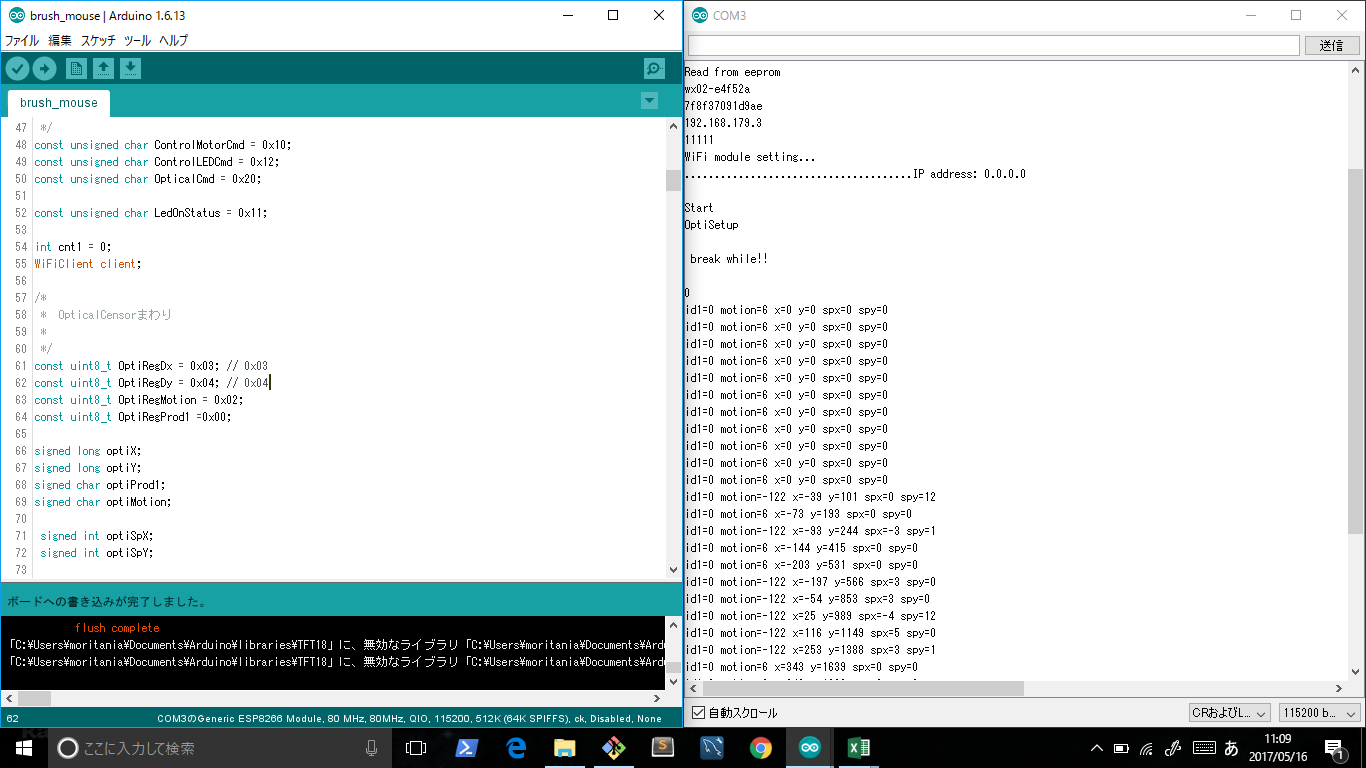 brush_mouse | Arduino 1.6.13
ファイル 編集 スケッチ ツール ヘルプ
brush_mouse
47 */
48 const unsigned char ControlMotorCmd = 0x10;
49 const unsigned char ControlLEDCmd = 0x12;
50 const unsigned char OpticalCmd = 0x20;
51
52 const unsigned char LedOnStatus = 0x11;
53
54 int cnt1 = 0;
55 WiFiClient client;
56
57 /*
58 * OpticalCensorまわり
59 *
60 */
61 const uint8_t OptiRegDx = 0x03; // 0x03
62 const uint8_t OptiRegDy = 0x04; // 0x04
63 const uint8_t OptiRegMotion = 0x02;
64 const uint8_t OptiRegProd1 =0x00;
65
66 signed long optiX;
67 signed long optiY;
68 signed char optiProd1;
69 signed char optiMotion;
70
71 signed int optiSpX;
72 signed int optiSpY;
73
ボードへの書き込みが完了しました。
flush complete
「C:¥Users¥moritania¥Documents¥Arduino¥libraries¥TFT18」に、無効なライブラリ「C:¥Users¥moritania¥Documents¥Ard
「C:¥Users¥moritania¥Documents¥Arduino¥libraries¥TFT18」に、無効なライブラリ「C:¥Users¥moritania¥Documents¥Ard
62 COM3のGeneric ESP8266 Module, 80 MHz, 80MHz, QIO, 115200, 512K (64K SPIFFS), ck, Disabled, None
COM3
送信
Read from eeprom
wx02-e4f52a
7f8f37091d9ae
192.168.179.3
11111
WiFi module setting...
......................................IP address: 0.0.0.0
Start
OptiSetup
break while!!
0
id1=0 motion=6 x=0 y=0 spx=0 spy=0
id1=0 motion=6 x=0 y=0 spx=0 spy=0
id1=0 motion=6 x=0 y=0 spx=0 spy=0
id1=0 motion=6 x=0 y=0 spx=0 spy=0
id1=0 motion=6 x=0 y=0 spx=0 spy=0
id1=0 motion=6 x=0 y=0 spx=0 spy=0
id1=0 motion=6 x=0 y=0 spx=0 spy=0
id1=0 motion=6 x=0 y=0 spx=0 spy=0
id1=0 motion=6 x=0 y=0 spx=0 spy=0
id1=0 motion=6 x=0 y=0 spx=0 spy=0
id1=0 motion=6 x=0 y=0 spx=0 spy=0
id1=0 motion=-122 x=-39 y=101 spx=0 spy=12
id1=0 motion=6 x=-73 y=193 spx=0 spy=0
id1=0 motion=-122 x=-93 y=244 spx=-3 spy=1
id1=0 motion=6 x=-144 y=415 spx=0 spy=0
id1=0 motion=6 x=-203 y=531 spx=0 spy=0
id1=0 motion=-122 x=-197 y=566 spx=3 spy=0
id1=0 motion=-122 x=-54 y=853 spx=3 spy=0
id1=0 motion=-122 x=25 y=989 spx=-4 spy=12
id1=0 motion=-122 x=116 y=1149 spx=5 spy=0
id1=0 motion=-122 x=253 y=1388 spx=3 spy=1
id1=0 motion=6 x=343 y=1639 spx=0 spy=0
自動スクロール
CRおよびL...
115200 b...
ここに入力して検索
あ
11:09
2017/05/16
1